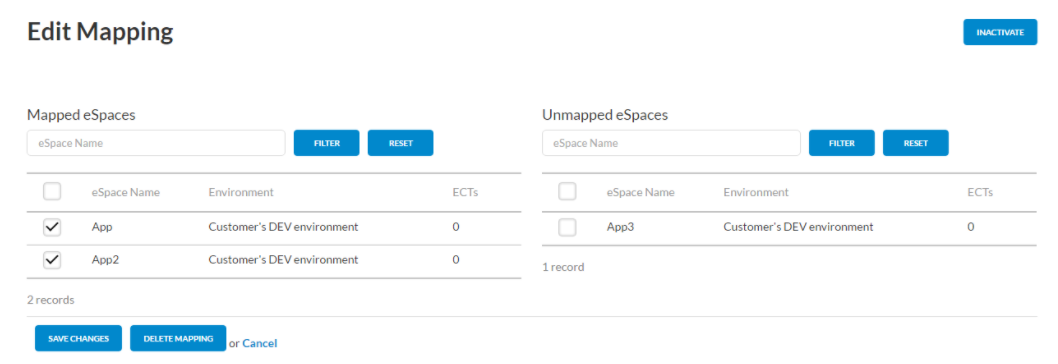 Edit Mapping
INACTIVATE
Mapped eSpaces
eSpace Name FILTER RESET
eSpace Name Environment ECTs
App Customer's DEV environment 0
App2 Customer's DEV environment 0
2 records
Unmapped eSpaces
eSpace Name FILTER RESET
eSpace Name Environment ECTs
App3 Customer's DEV environment 0
1 record
SAVE CHANGES DELETE MAPPING or Cancel